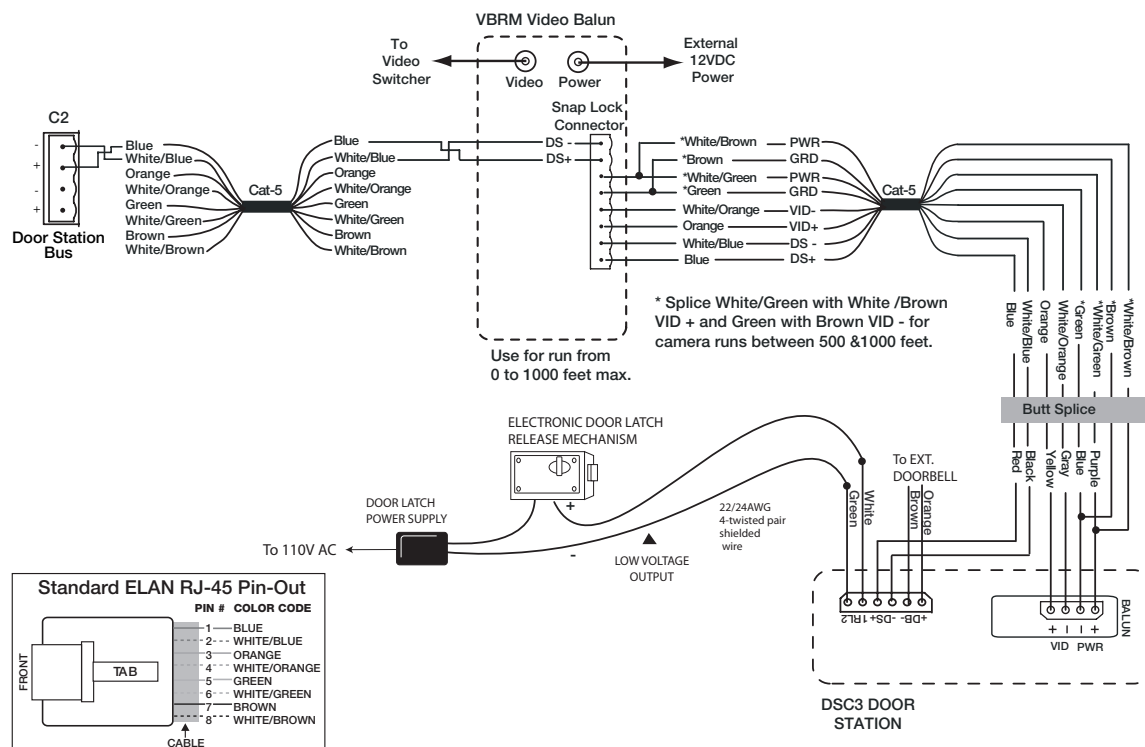 VBRM Video Balun
To
Video
Switcher
Video
Power
External
12VDC
Power
Snap Lock
Connector
C2
-
+
-
+
Door Station
Bus
Blue
White/Blue
Orange
White/Orange
Green
White/Green
Brown
White/Brown
Cat-5
Blue
White/Blue
Orange
White/Orange
Green
White/Green
Brown
White/Brown
DS -
DS+
*White/Brown PWR
*Brown GRD
*White/Green PWR
*Green GRD
White/Orange VID-
Orange VID+
White/Blue DS -
Blue DS+
Cat-5
* Splice White/Green with White /Brown
VID + and Green with Brown VID - for
camera runs between 500 &1000 feet.
Use for run from
0 to 1000 feet max.
Blue
White/Blue
Orange
White/Orange
*Green
*White/Green
*Brown
*White/Brown
Butt Splice
Red
Black
Yellow
Gray
Blue
Purple
ELECTRONIC DOOR LATCH
RELEASE MECHANISM
+
-
DOOR LATCH
POWER SUPPLY
To 110V AC
LOW VOLTAGE
OUTPUT
22/24AWG
4-twisted pair
shielded
wire
Green
White
To EXT.
DOORBELL
Brown
Orange
+DB- -DS+ 1RL2
BALUN
+ - - +
VID PWR
DSC3 DOOR
STATION
Standard ELAN RJ-45 Pin-Out
PIN # COLOR CODE
1 BLUE
2 WHITE/BLUE
3 ORANGE
4 WHITE/ORANGE
5 GREEN
6 WHITE/GREEN
7 BROWN
8 WHITE/BROWN
FRONT
TAB
CABLE